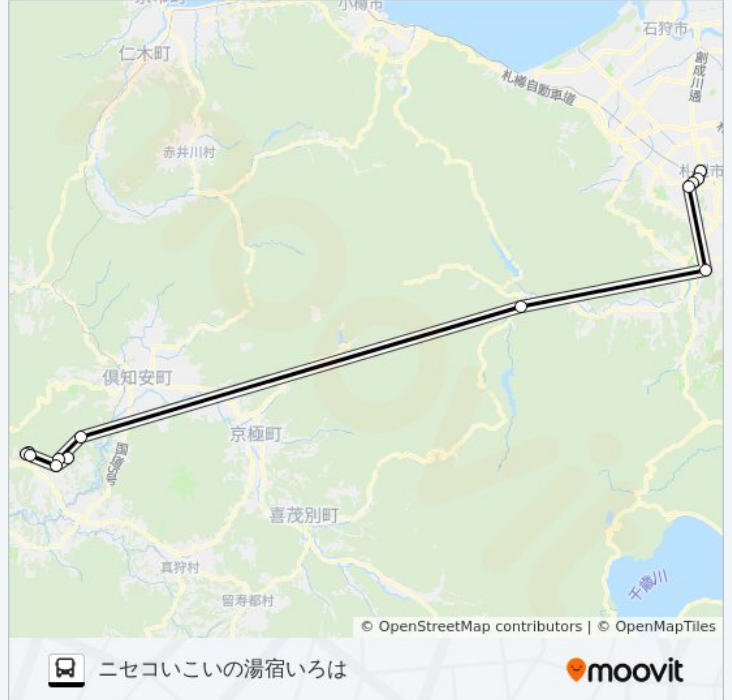 小樽市
仁木町
石狩市
創成川通
札樽自動車道
赤井川村
倶知安町
京極町
国道5号
喜茂別町
真狩村
留寿都村
千歳川
© OpenStreetMap contributors | © OpenMapTiles
ニセコいこいの湯宿いろは
moovit